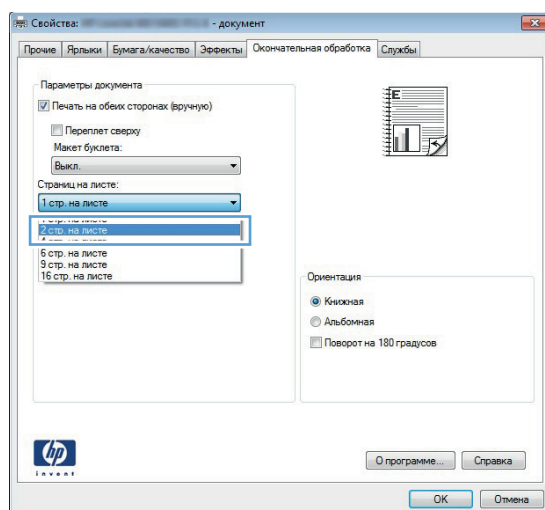 Свойства: - документ
Прочие Ярлыки Бумага/качество Эффекты Окончательная обработка Службы
Параметры документа
Печать на обеих сторонах (вручную)
Переплет сверху
Макет буклета:
Выкл.
Страниц на листе:
1 стр. на листе
2 стр. на листе
6 стр. на листе
9 стр. на листе
16 стр. на листе
E
Ориентация
Книжная
Альбомная
Поворот на 180 градусов
hp
invent
О программе... Справка
OK Отмена